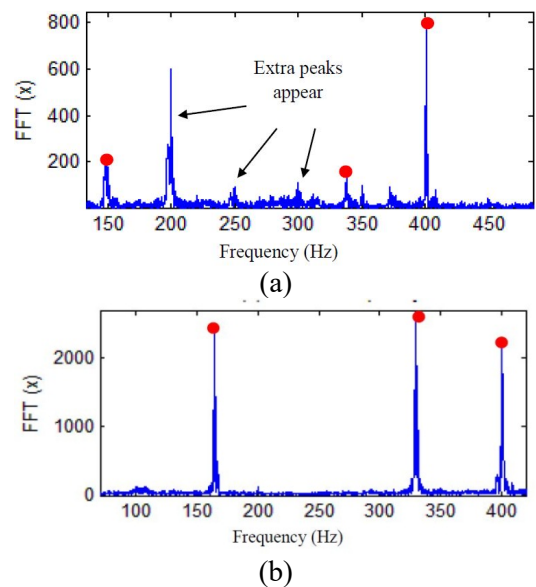 800
600
400
200
FFT (x)
Extra peaks
appear
150 200 250 300 350 400 450
Frequency (Hz)
(a)
2000
1000
0
FFT (x)
100 150 200 250 300 350 400
Frequency (Hz)
(b)